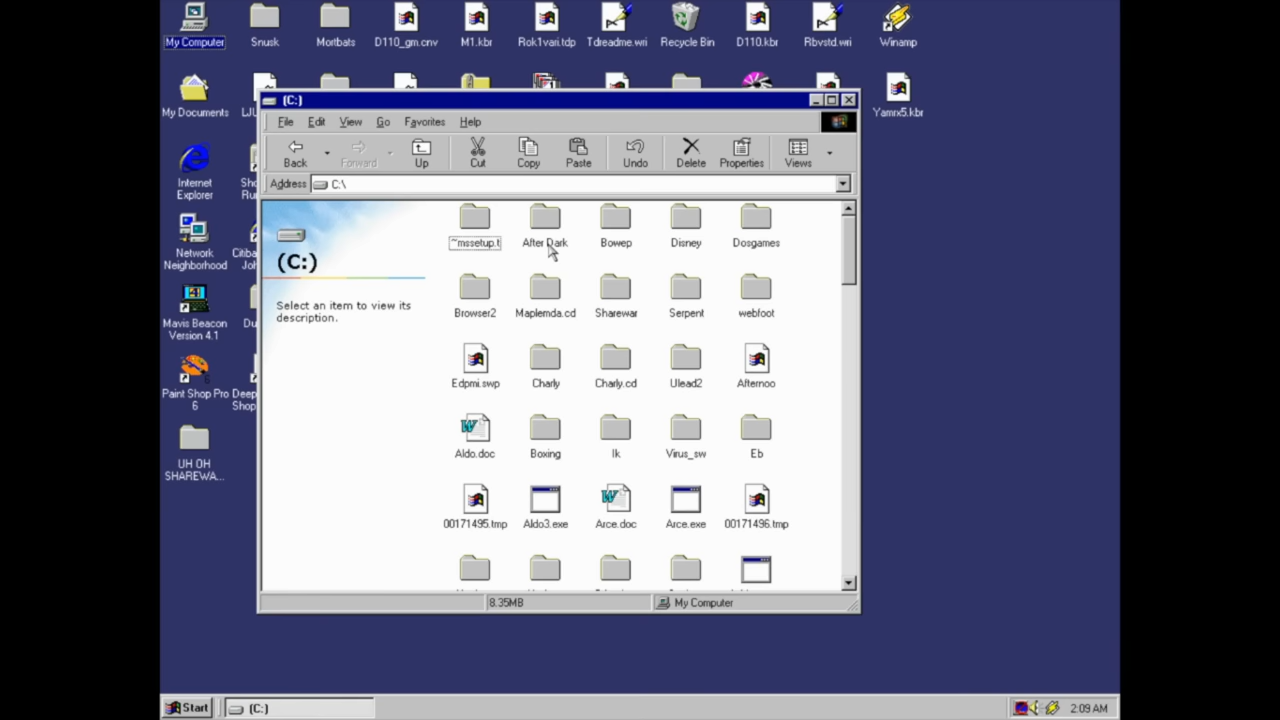 My Computer
Snusk
Mortbats
D110_gm.cnv
M1.kbr
Rok1vari.tdp
Tdreadme.wri
Recycle Bin
D110.kbr
Rbvstd.wri
Winamp
My Documents
LJU
Yamrx5.kbr
(C:)
File Edit View Go Favorites Help
Back Forward Up Cut Copy Paste Undo Delete Properties Views
Address C:\
Internet
Explorer
Sho
Run
Network
Neighborhood
Citiba
Joh
Mavis Beacon
Version 4.1
Du
Paint Shop Pro
6
Deep
Shop
UH OH
SHAREWA...
(C:)
Select an item to view its
description.
~mssetup.t
After Dark
Bowep
Disney
Dosgames
Browser2
Maplemda.cd
Sharewar
Serpent
webfoot
Edpmi.swp
Charly
Charly.cd
Ulead2
Afternoo
Aldo.doc
Boxing
Ik
Virus_sw
Eb
00171495.tmp
Aldo3.exe
Arce.doc
Arce.exe
00171496.tmp
8.35MB
My Computer
Start
(C:)
2:09 AM